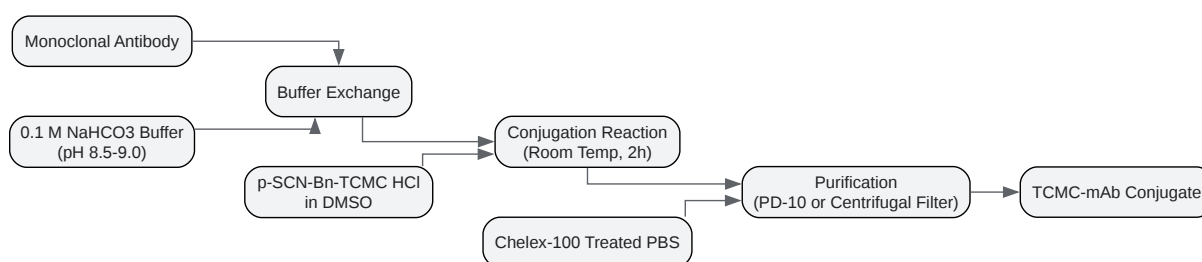 Monoclonal Antibody
Buffer Exchange
0.1 M NaHCO3 Buffer
(pH 8.5-9.0)
Conjugation Reaction
(Room Temp, 2h)
p-SCN-Bn-TCMC HCl
in DMSO
Purification
(PD-10 or Centrifugal Filter)
TCMC-mAb Conjugate
Chelex-100 Treated PBS